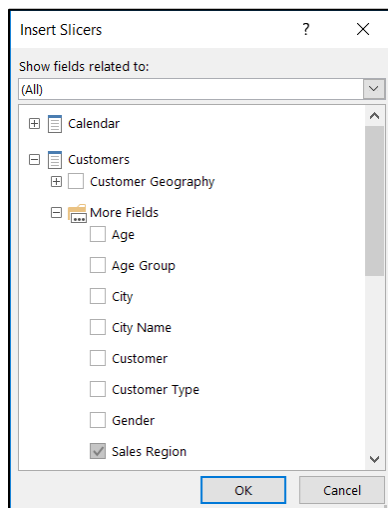 Insert Slicers
Show fields related to:
(All)
Calendar
Customers
Customer Geography
More Fields
Age
Age Group
City
City Name
Customer
Customer Type
Gender
Sales Region
OK Cancel